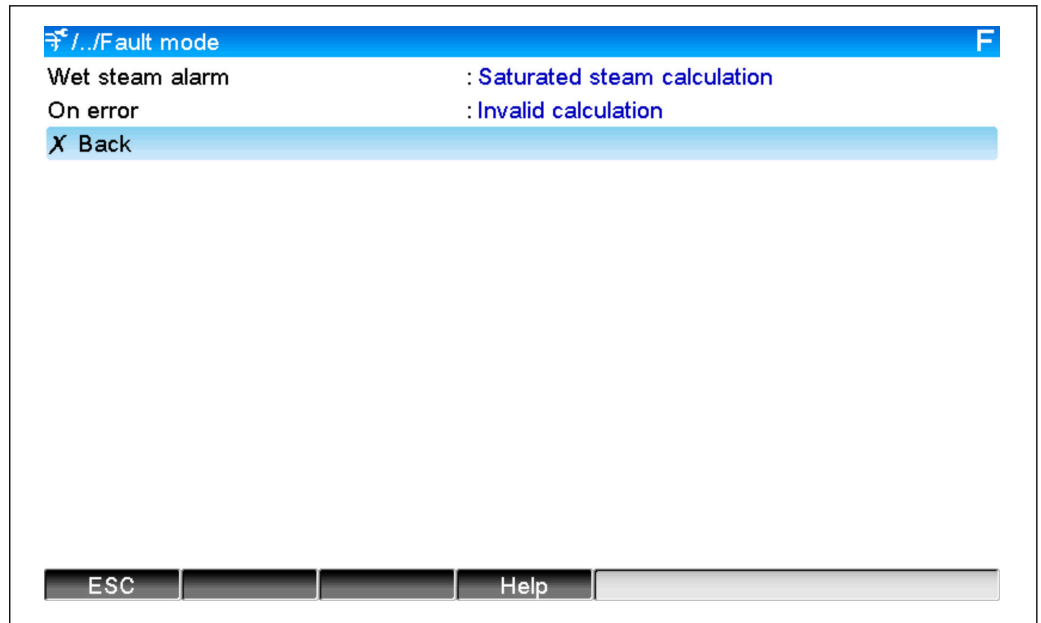 /../Fault mode F
Wet steam alarm : Saturated steam calculation
On error : Invalid calculation
X Back
ESC Help